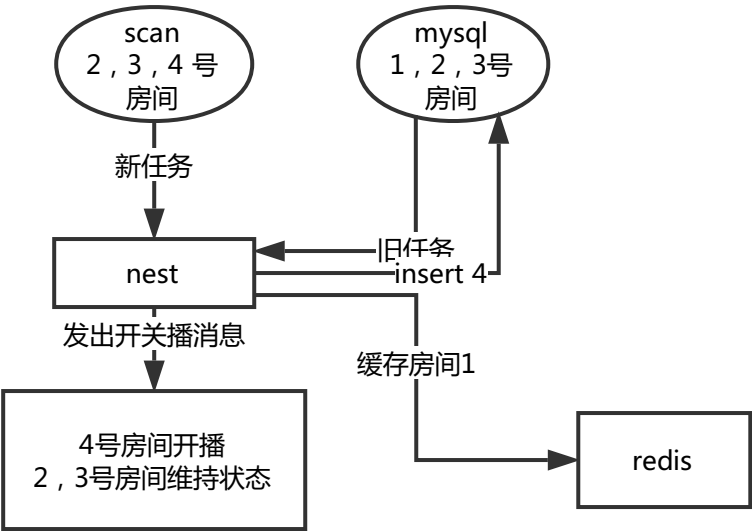 scan
2，3，4 号
房间
mysql
1，2，3号
房间
新任务
旧任务
nest
insert 4
发出开关播消息
缓存房间1
4号房间开播
2，3号房间维持状态
redis